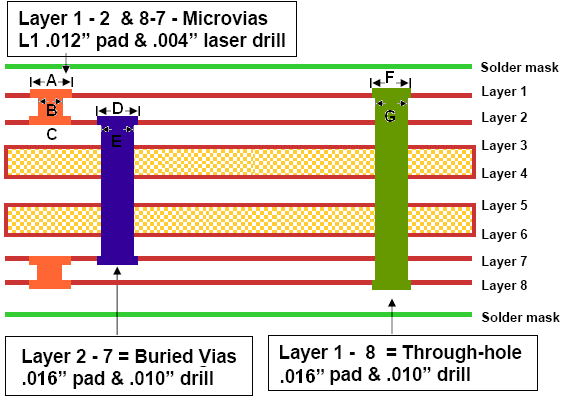 Layer 1 - 2 & 8-7 - Microvias
L1 .012” pad & .004” laser drill
Solder mask
A
F
Layer 1
B
D
G
Layer 2
C
E
Layer 3
Layer 4
Layer 5
Layer 6
Layer 7
Layer 8
Solder mask
Layer 2 - 7 = Buried Vias
.016” pad & .010” drill
Layer 1 - 8 = Through-hole
.016” pad & .010” drill